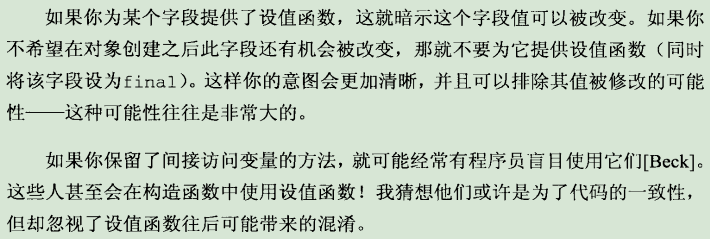 如果你为某个字段提供了设值函数，这就暗示这个字段值可以被改变。如果你
不希望在对象创建之后此字段还有机会被改变，那就不要为它提供设值函数（同时
将该字段设为final）。这样你的意图会更加清晰，并且可以排除其值被修改的可能
性——这种可能性往往是非常大的。
如果你保留了间接访问变量的方法，就可能经常有程序员盲目使用它们[Beck]。
这些人甚至会在构造函数中使用设值函数！我猜想他们或许是为了代码的一致性，
但却忽视了设值函数往后可能带来的混淆。